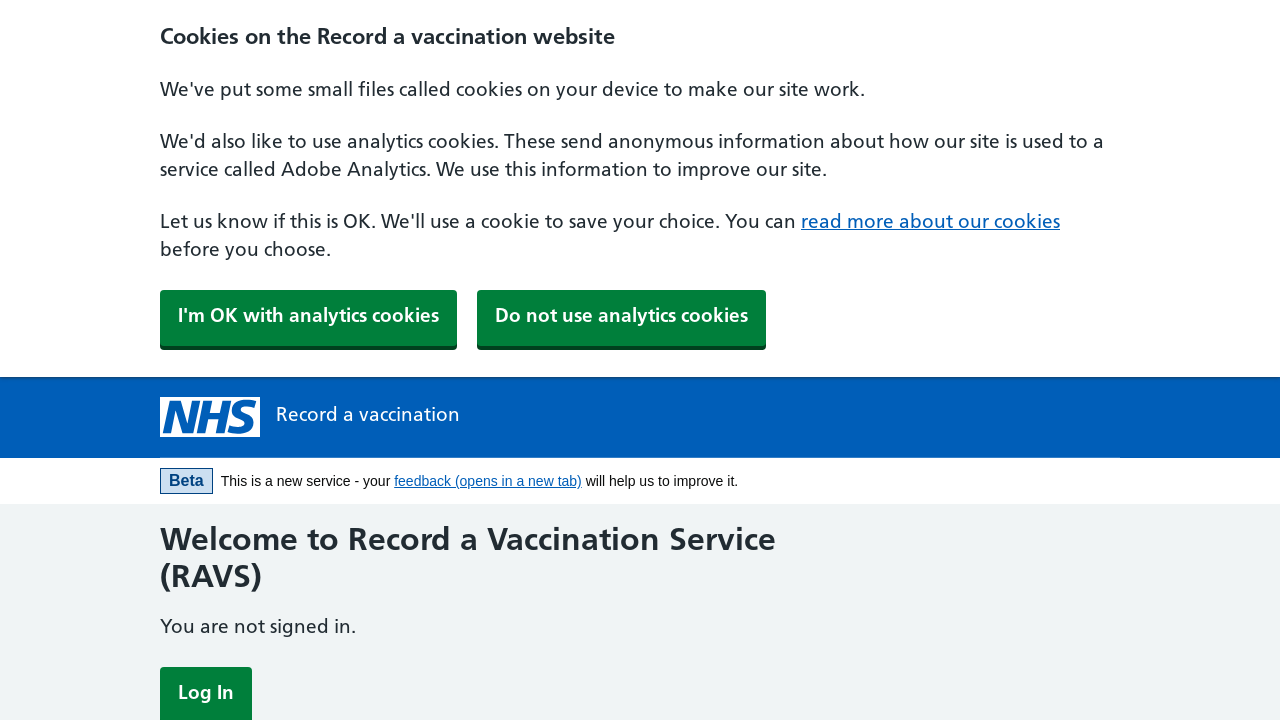 Cookies on the Record a vaccination website
We've put some small files called cookies on your device to make our site work.
We'd also like to use analytics cookies. These send anonymous information about how our site is used to a
service called Adobe Analytics. We use this information to improve our site.
Let us know if this is OK. We'll use a cookie to save your choice. You can read more about our cookies
before you choose.
I'm OK with analytics cookies Do not use analytics cookies
NHS Record a vaccination
Beta This is a new service - your feedback (opens in a new tab) will help us to improve it.
Welcome to Record a Vaccination Service
(RAVS)
You are not signed in.
Log In